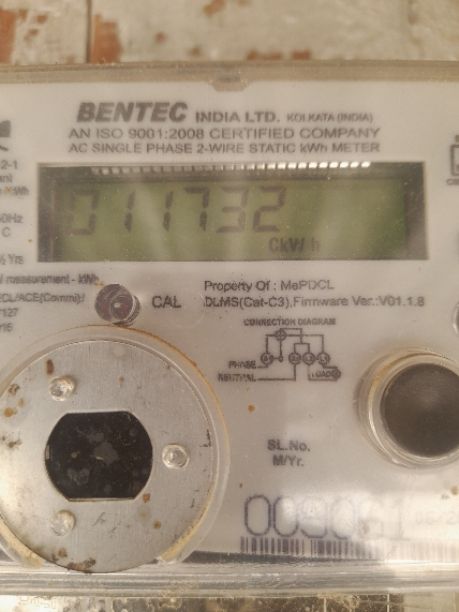 BENTEC INDIA LTD. KOLKATA (INDIA)
AN ISO 9001:2008 CERTIFIED COMPANY
AC SINGLE PHASE 2-WIRE STATIC kWh METER
011732
CkW/h
Property Of : MePDCL
DLMS(Cat-C3),Firmware Ver.:V01.1.8
CAL
CONNECTION DIAGRAM
PHASE
NEUTRAL
LOAD
SL.No.
M/Yr.